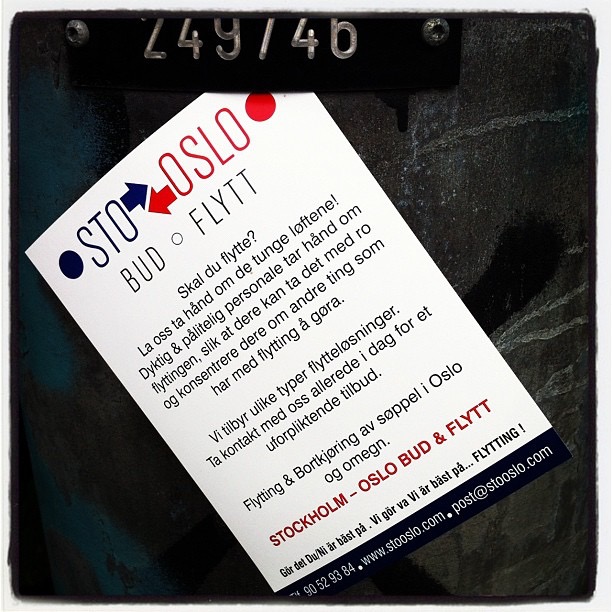 249746
STO OSLO
BUD FLYTT
Skal du flytte?
La oss ta hånd om de tunge løftene!
Dyktig & pålitelig personale tar hånd om
flyttingen, slik at dere kan ta det med ro
og konsentrere dere om andre ting som
har med flytting å gøra.
Vi tilbyr ulike typer flytteløsninger.
Ta kontakt med oss allerede i dag for et
uforpliktende tilbud.
Flytting & Bortkjøring av søppel i Oslo
og omegn.
STOCKHOLM – OSLO BUD & FLYTT
Gör det Du/Ni är bäst på . Vi gör va Vi är bäst på... FLYTTING !
90 52 93 84 • www.stooslo.com • post@stooslo.com